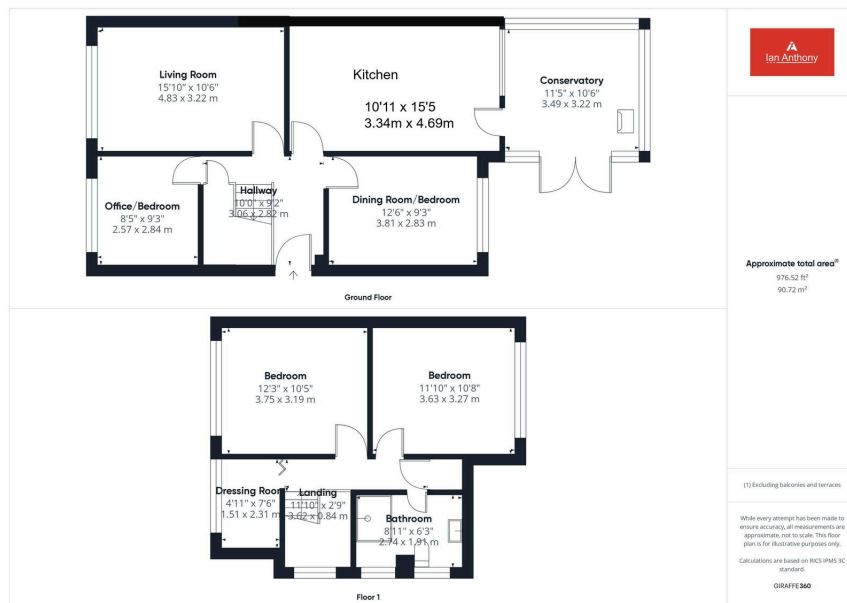 Living Room
15'10" x 10'6"
4.83 x 3.22 m
Kitchen
10'11 x 15'5
3.34m x 4.69m
Conservatory
11'5" x 10'6"
3.49 x 3.22 m
Office/Bedroom
8'5" x 9'3"
2.57 x 2.84 m
Hallway
10'0" x 9'2"
3.06 x 2.82 m
Dining Room/Bedroom
12'6" x 9'3"
3.81 x 2.83 m
Ground Floor
Bedroom
12'3" x 10'5"
3.75 x 3.19 m
Bedroom
11'10" x 10'8"
3.63 x 3.27 m
Dressing Room
4'11" x 7'6"
1.51 x 2.31 m
Landing
11'10" x 2'9"
3.62 x 0.84 m
Bathroom
8'11" x 6'3"
2.74 x 1.91 m
Floor 1
Ian Anthony
Approximate total area(1)
976.52 ft²
90.72 m²
(1) Excluding balconies and terraces
While every attempt has been made to
ensure accuracy, all measurements are
approximate, not to scale. This floor
plan is for illustrative purposes only.
Calculations are based on RICS IPMS 3C
standard.
GIRAFFE360